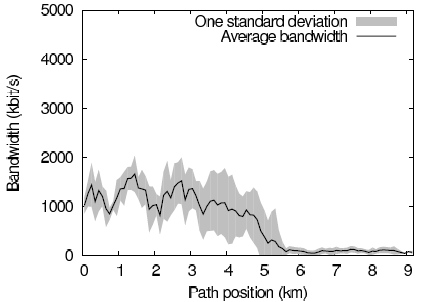 5000
4000
3000
2000
1000
0
One standard deviation
Average bandwidth
Bandwidth (kbit/s)
0 1 2 3 4 5 6 7 8 9
Path position (km)